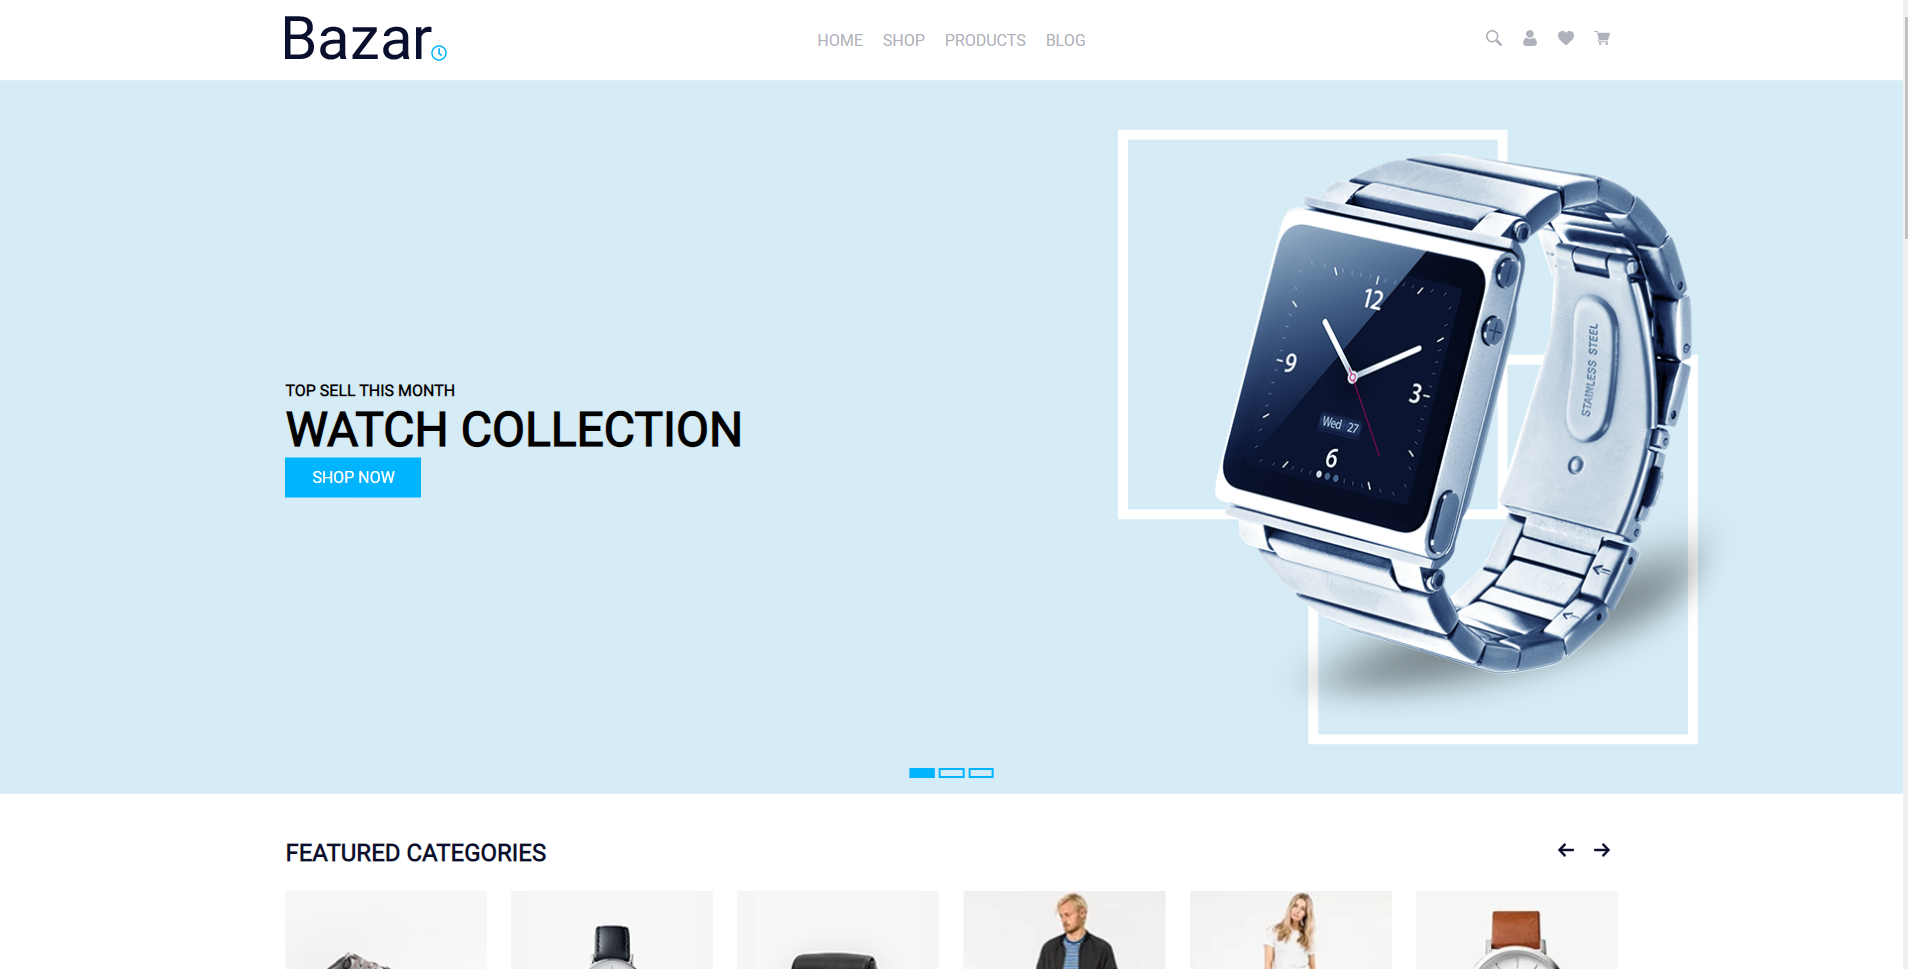 Bazar
HOME SHOP PRODUCTS BLOG
TOP SELL THIS MONTH
WATCH COLLECTION
SHOP NOW
12
9
3
Wed 27
6
STAINLESS STEEL
FEATURED CATEGORIES